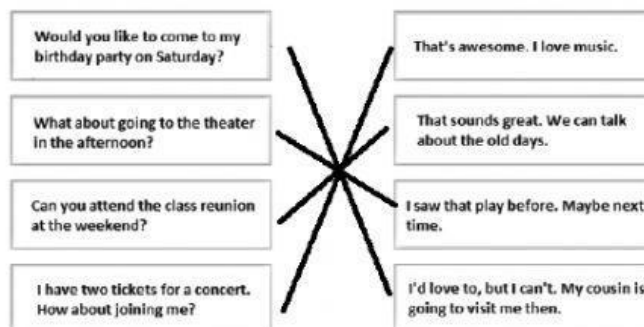 Would you like to come to my
birthday party on Saturday?
That's awesome. I love music.
What about going to the theater
in the afternoon?
That sounds great. We can talk
about the old days.
Can you attend the class reunion
at the weekend?
I saw that play before. Maybe next
time.
I have two tickets for a concert.
How about joining me?
I'd love to, but I can't. My cousin is
going to visit me then.